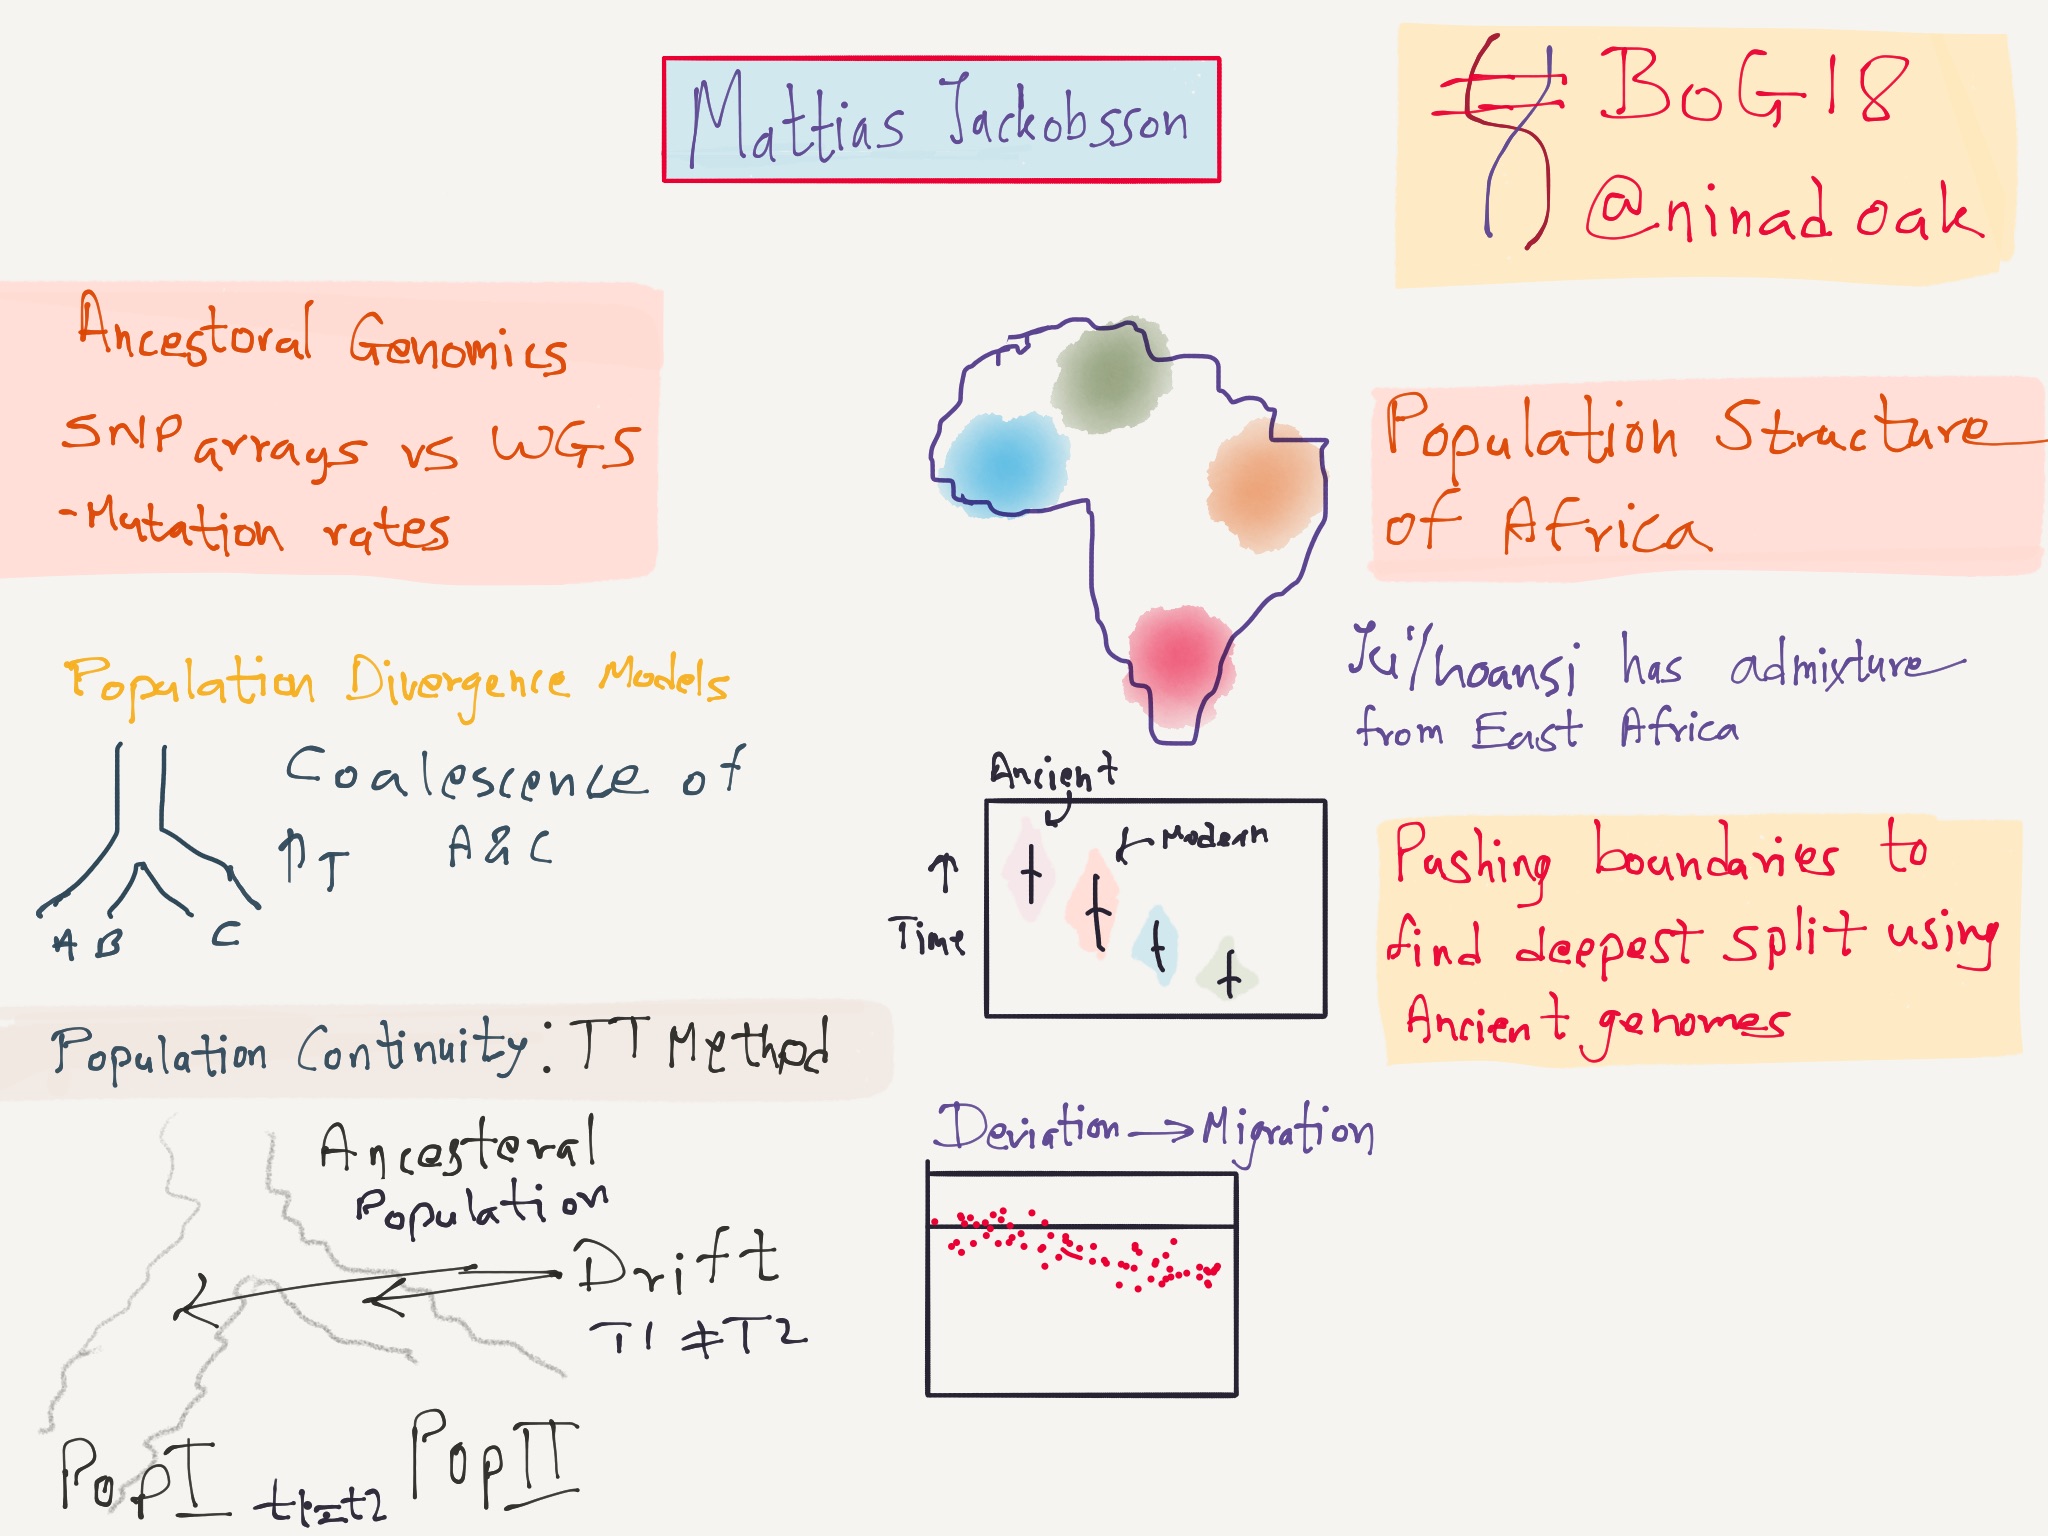 Mattias Jackobsson
# BoG18
@ninadoak
Ancestoral Genomics
SNP arrays vs WGS
-Mutation rates
Population Structure
of Africa
Population Divergence Models
Coalescence of
A & C
↑T
A B C
Ju'/hoansi has admixture
from East Africa
Ancient
Modern
↑
Time
Pushing boundaries to
find deepest split using
Ancient genomes
Population Continuity: TT Method
Ancesteral
Population
Drift
T1 ≠ T2
Pop I
t1=t2
Pop II
Deviation → Migration